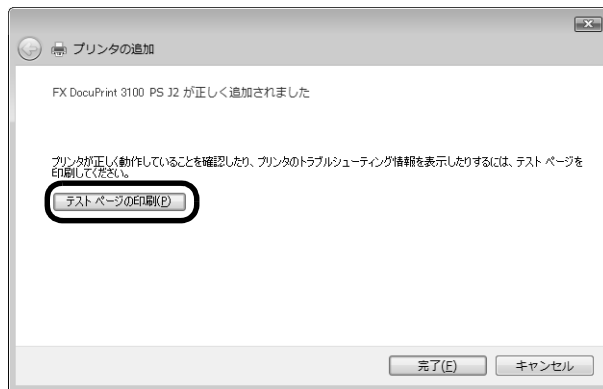 プリンタの追加
FX DocuPrint 3100 PS J2 が正しく追加されました
プリンタが正しく動作していることを確認したり、プリンタのトラブルシューティング情報を表示したりするには、テスト ページを
印刷してください。
テスト ページの印刷(P)
完了(F) キャンセル